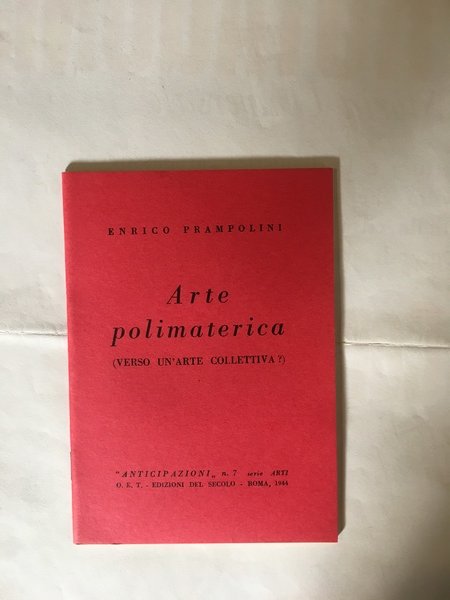 ENRICO PRAMPOLINI
Arte
polimaterica
(VERSO UN'ARTE COLLETTIVA?)
"ANTICIPAZIONI„ n. 7 serie ARTI
O. E. T. - EDIZIONI DEL SECOLO - ROMA, 1944